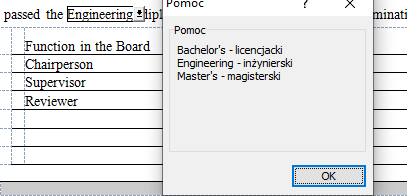 Pomoc
passed the Engineering dipl
Pomoc
Bachelor's - licencjacki
Engineering - inżynierski
Master's - magisterski
Function in the Board
Chairperson
Supervisor
Reviewer
OK